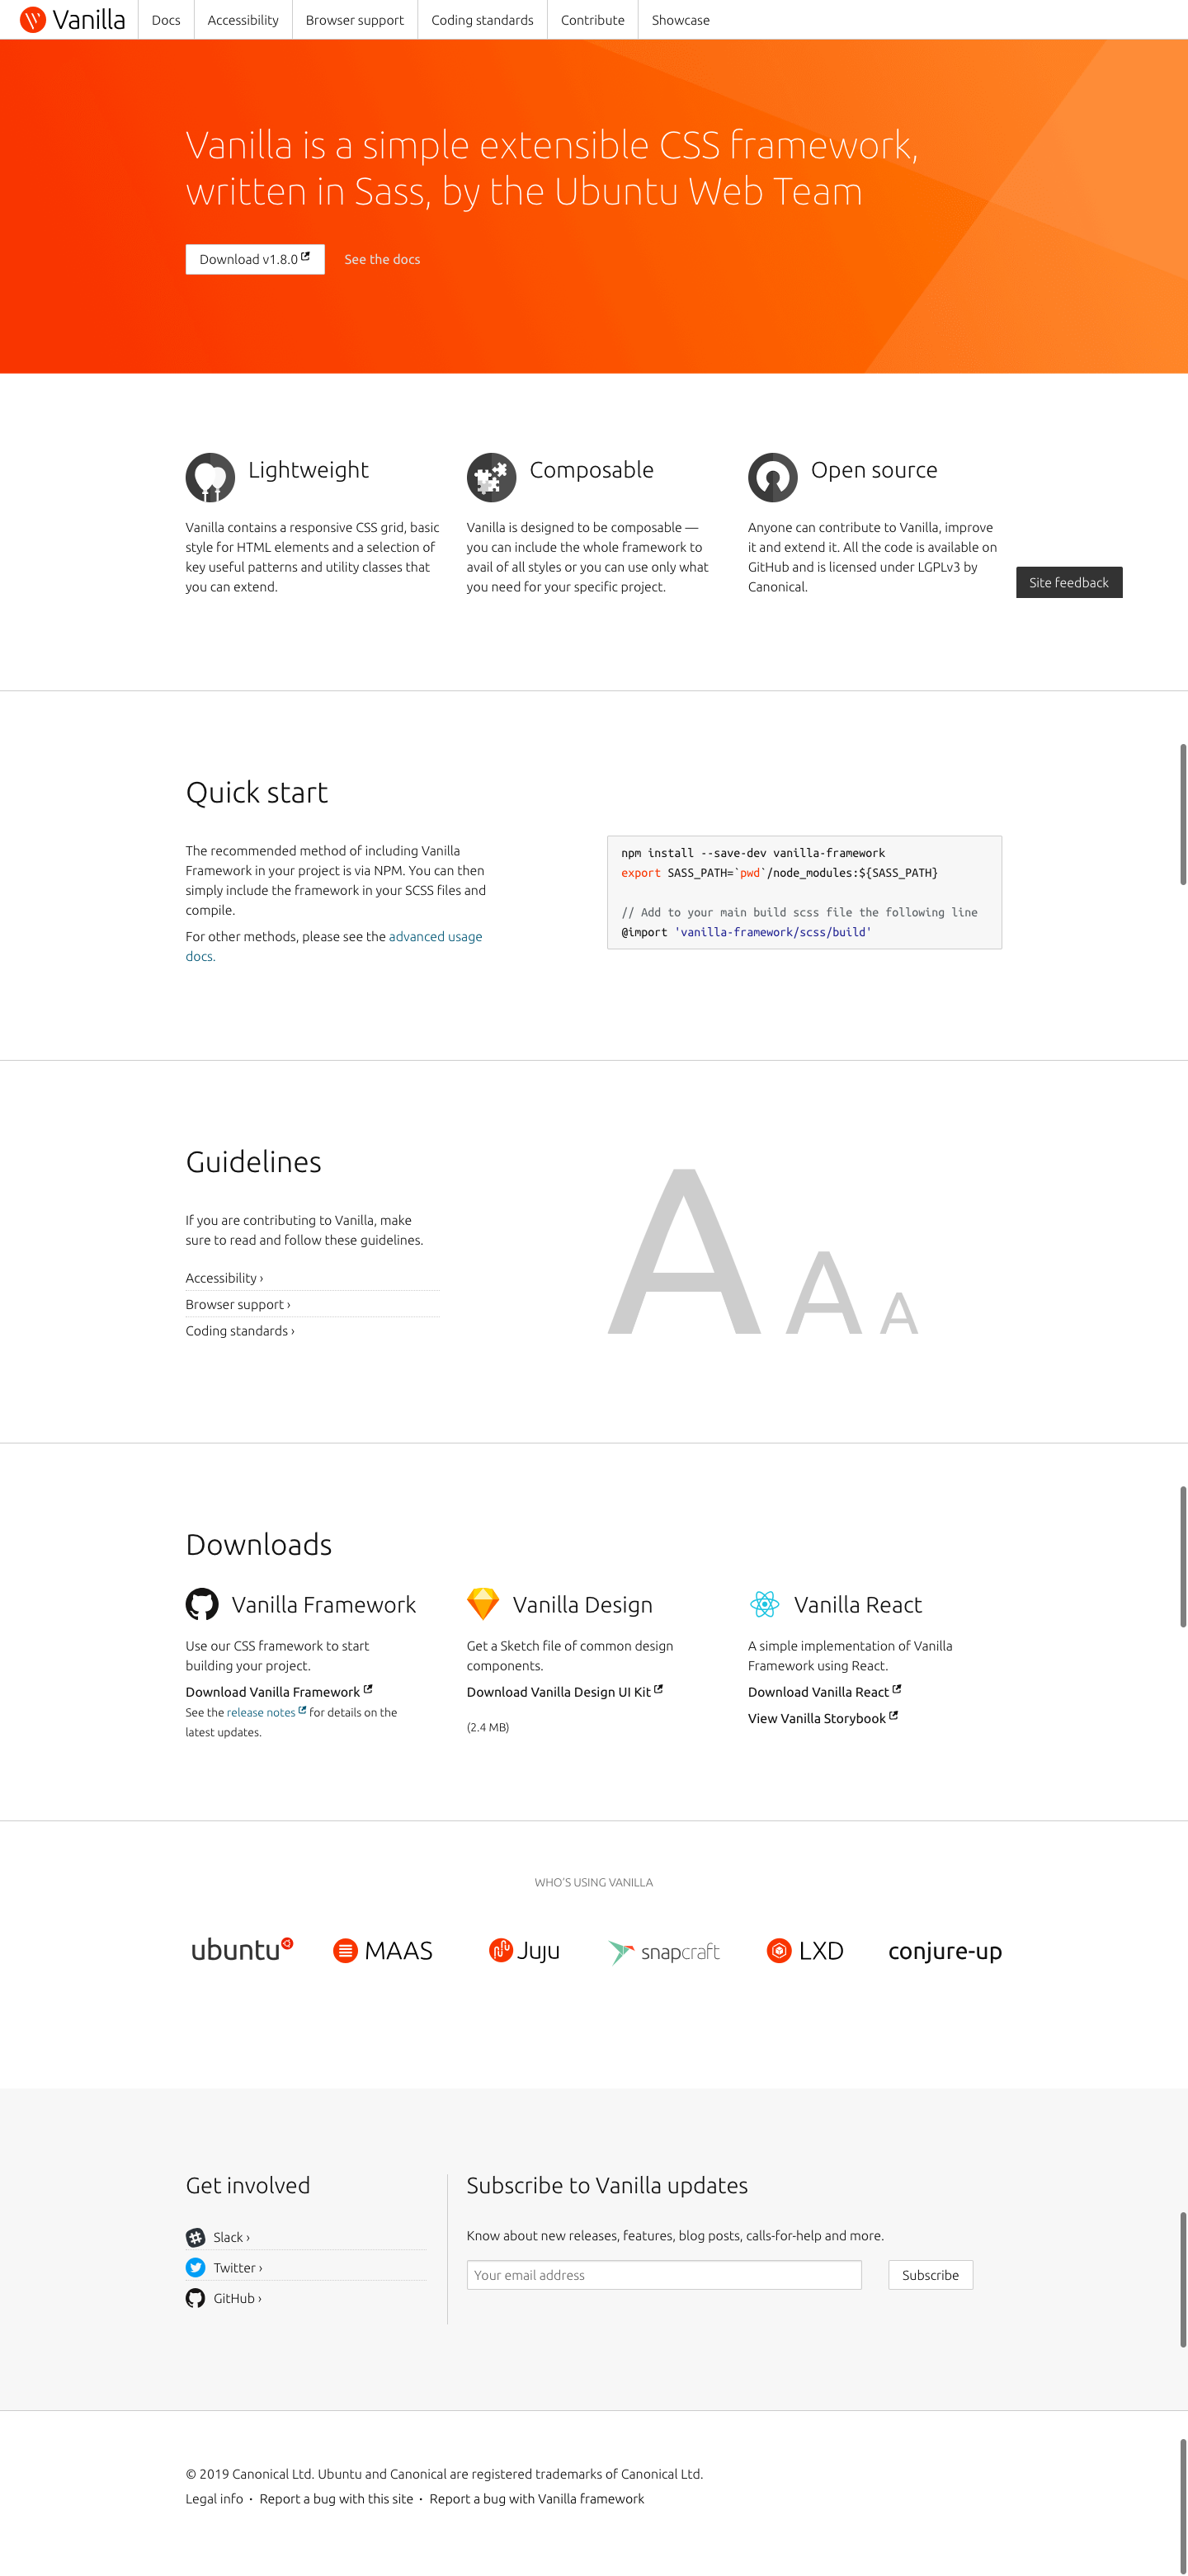 Vanilla
Docs
Accessibility
Browser support
Coding standards
Contribute
Showcase
Vanilla is a simple extensible CSS framework,
written in Sass, by the Ubuntu Web Team
Download v1.8.0
See the docs
Lightweight
Vanilla contains a responsive CSS grid, basic
style for HTML elements and a selection of
key useful patterns and utility classes that
you can extend.
Composable
Vanilla is designed to be composable —
you can include the whole framework to
avail of all styles or you can use only what
you need for your specific project.
Open source
Anyone can contribute to Vanilla, improve
it and extend it. All the code is available on
GitHub and is licensed under LGPLv3 by
Canonical.
Site feedback
Quick start
The recommended method of including Vanilla
Framework in your project is via NPM. You can then
simply include the framework in your SCSS files and
compile.
For other methods, please see the advanced usage
docs.
npm install --save-dev vanilla-framework
export SASS_PATH=`pwd`/node_modules:${SASS_PATH}
// Add to your main build scss file the following line
@import 'vanilla-framework/scss/build'
Guidelines
If you are contributing to Vanilla, make
sure to read and follow these guidelines.
Accessibility ›
Browser support ›
Coding standards ›
A A A
Downloads
Vanilla Framework
Use our CSS framework to start
building your project.
Download Vanilla Framework
See the release notes for details on the
latest updates.
Vanilla Design
Get a Sketch file of common design
components.
Download Vanilla Design UI Kit
(2.4 MB)
Vanilla React
A simple implementation of Vanilla
Framework using React.
Download Vanilla React
View Vanilla Storybook
WHO'S USING VANILLA
ubuntu
MAAS
Juju
snapcraft
LXD
conjure-up
Get involved
Slack ›
Twitter ›
GitHub ›
Subscribe to Vanilla updates
Know about new releases, features, blog posts, calls-for-help and more.
Your email address
Subscribe
© 2019 Canonical Ltd. Ubuntu and Canonical are registered trademarks of Canonical Ltd.
Legal info · Report a bug with this site · Report a bug with Vanilla framework